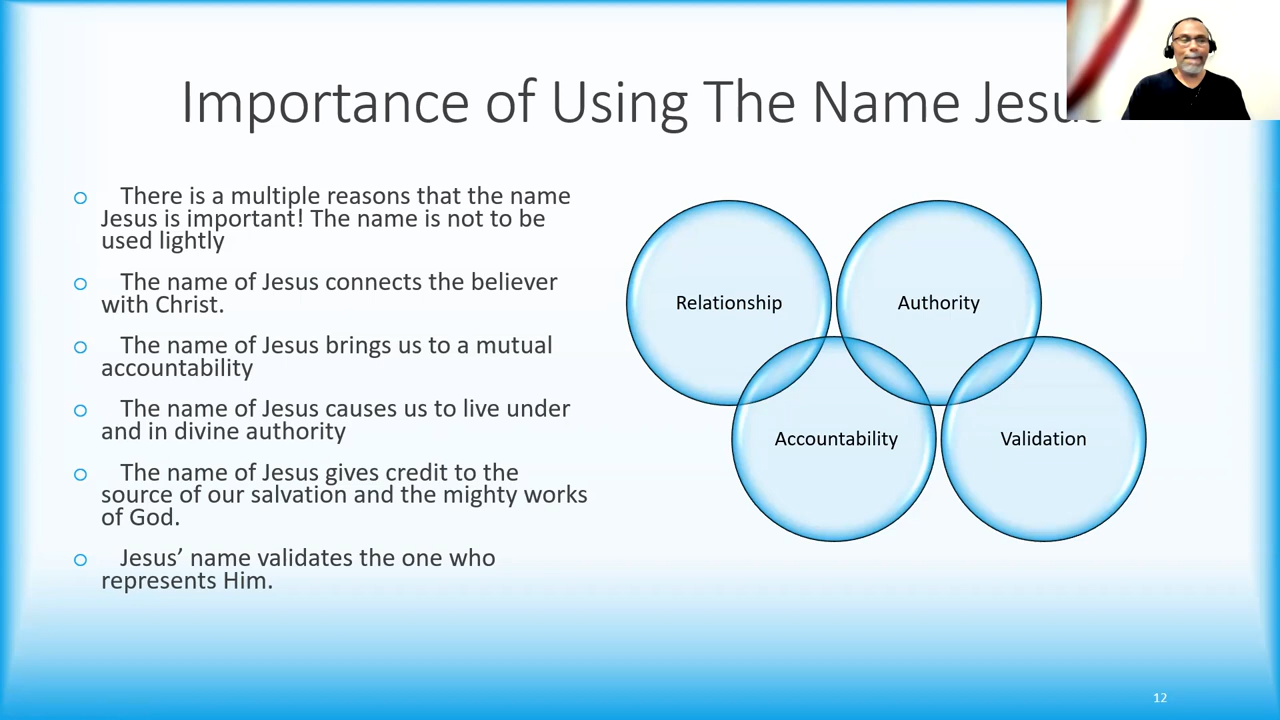 Importance of Using The Name Jesus
There is a multiple reasons that the name
Jesus is important! The name is not to be
used lightly
The name of Jesus connects the believer
with Christ.
The name of Jesus brings us to a mutual
accountability
The name of Jesus causes us to live under
and in divine authority
The name of Jesus gives credit to the
source of our salvation and the mighty works
of God.
Jesus’ name validates the one who
represents Him.
Relationship
Authority
Accountability
Validation
12